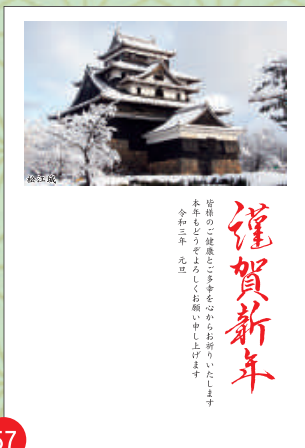 松江城
謹賀新年
皆様のご健康とご多幸を心からお祈りいたします
本年もどうぞよろしくお願い申し上げます
令和三年　元旦
57